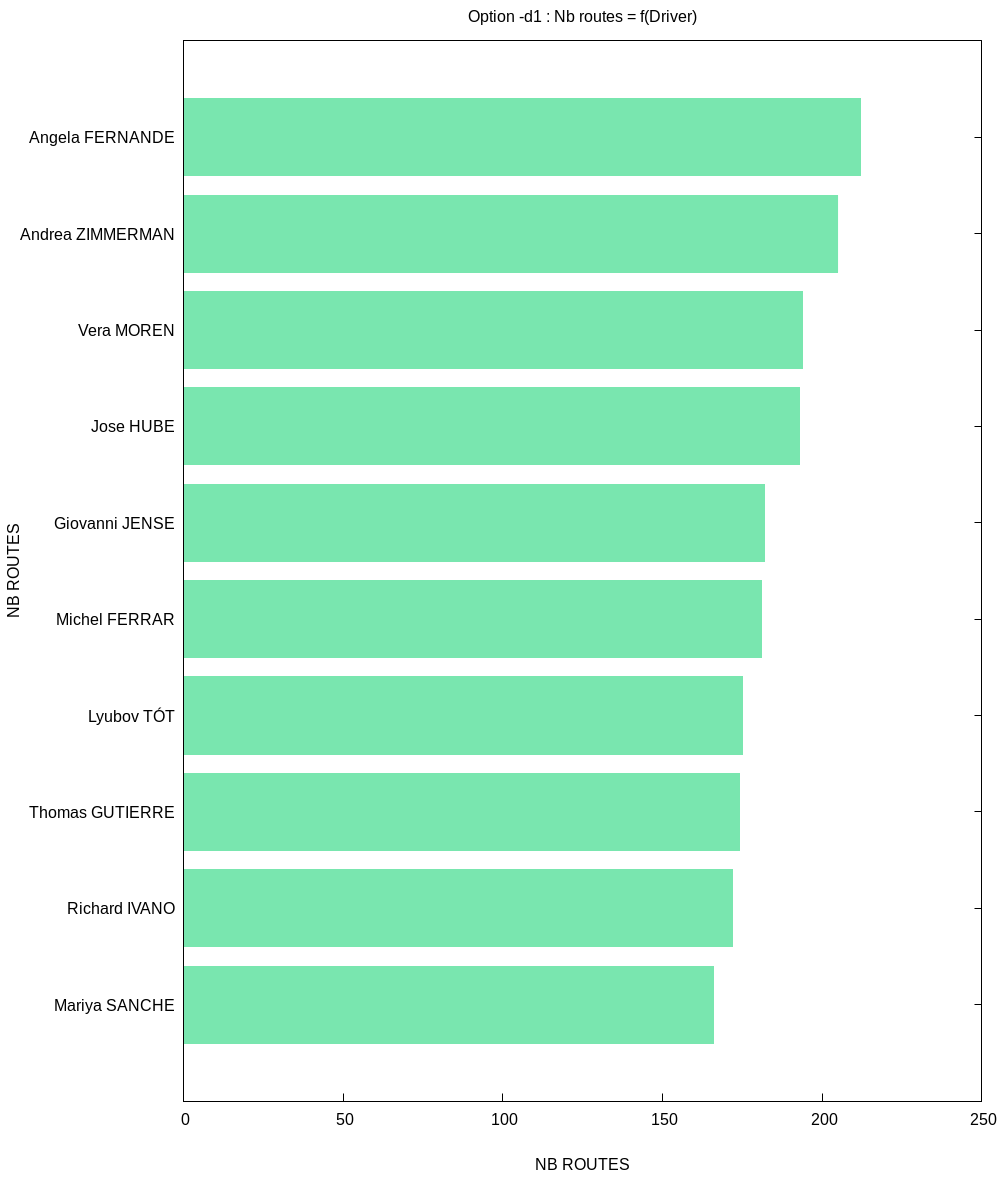 Option -d1 : Nb routes = f(Driver)
Angela FERNANDE
Andrea ZIMMERMAN
Vera MOREN
Jose HUBE
Giovanni JENSE
Michel FERRAR
Lyubov TÓT
Thomas GUTIERRE
Richard IVANO
Mariya SANCHE
NB ROUTES
0 50 100 150 200 250
NB ROUTES